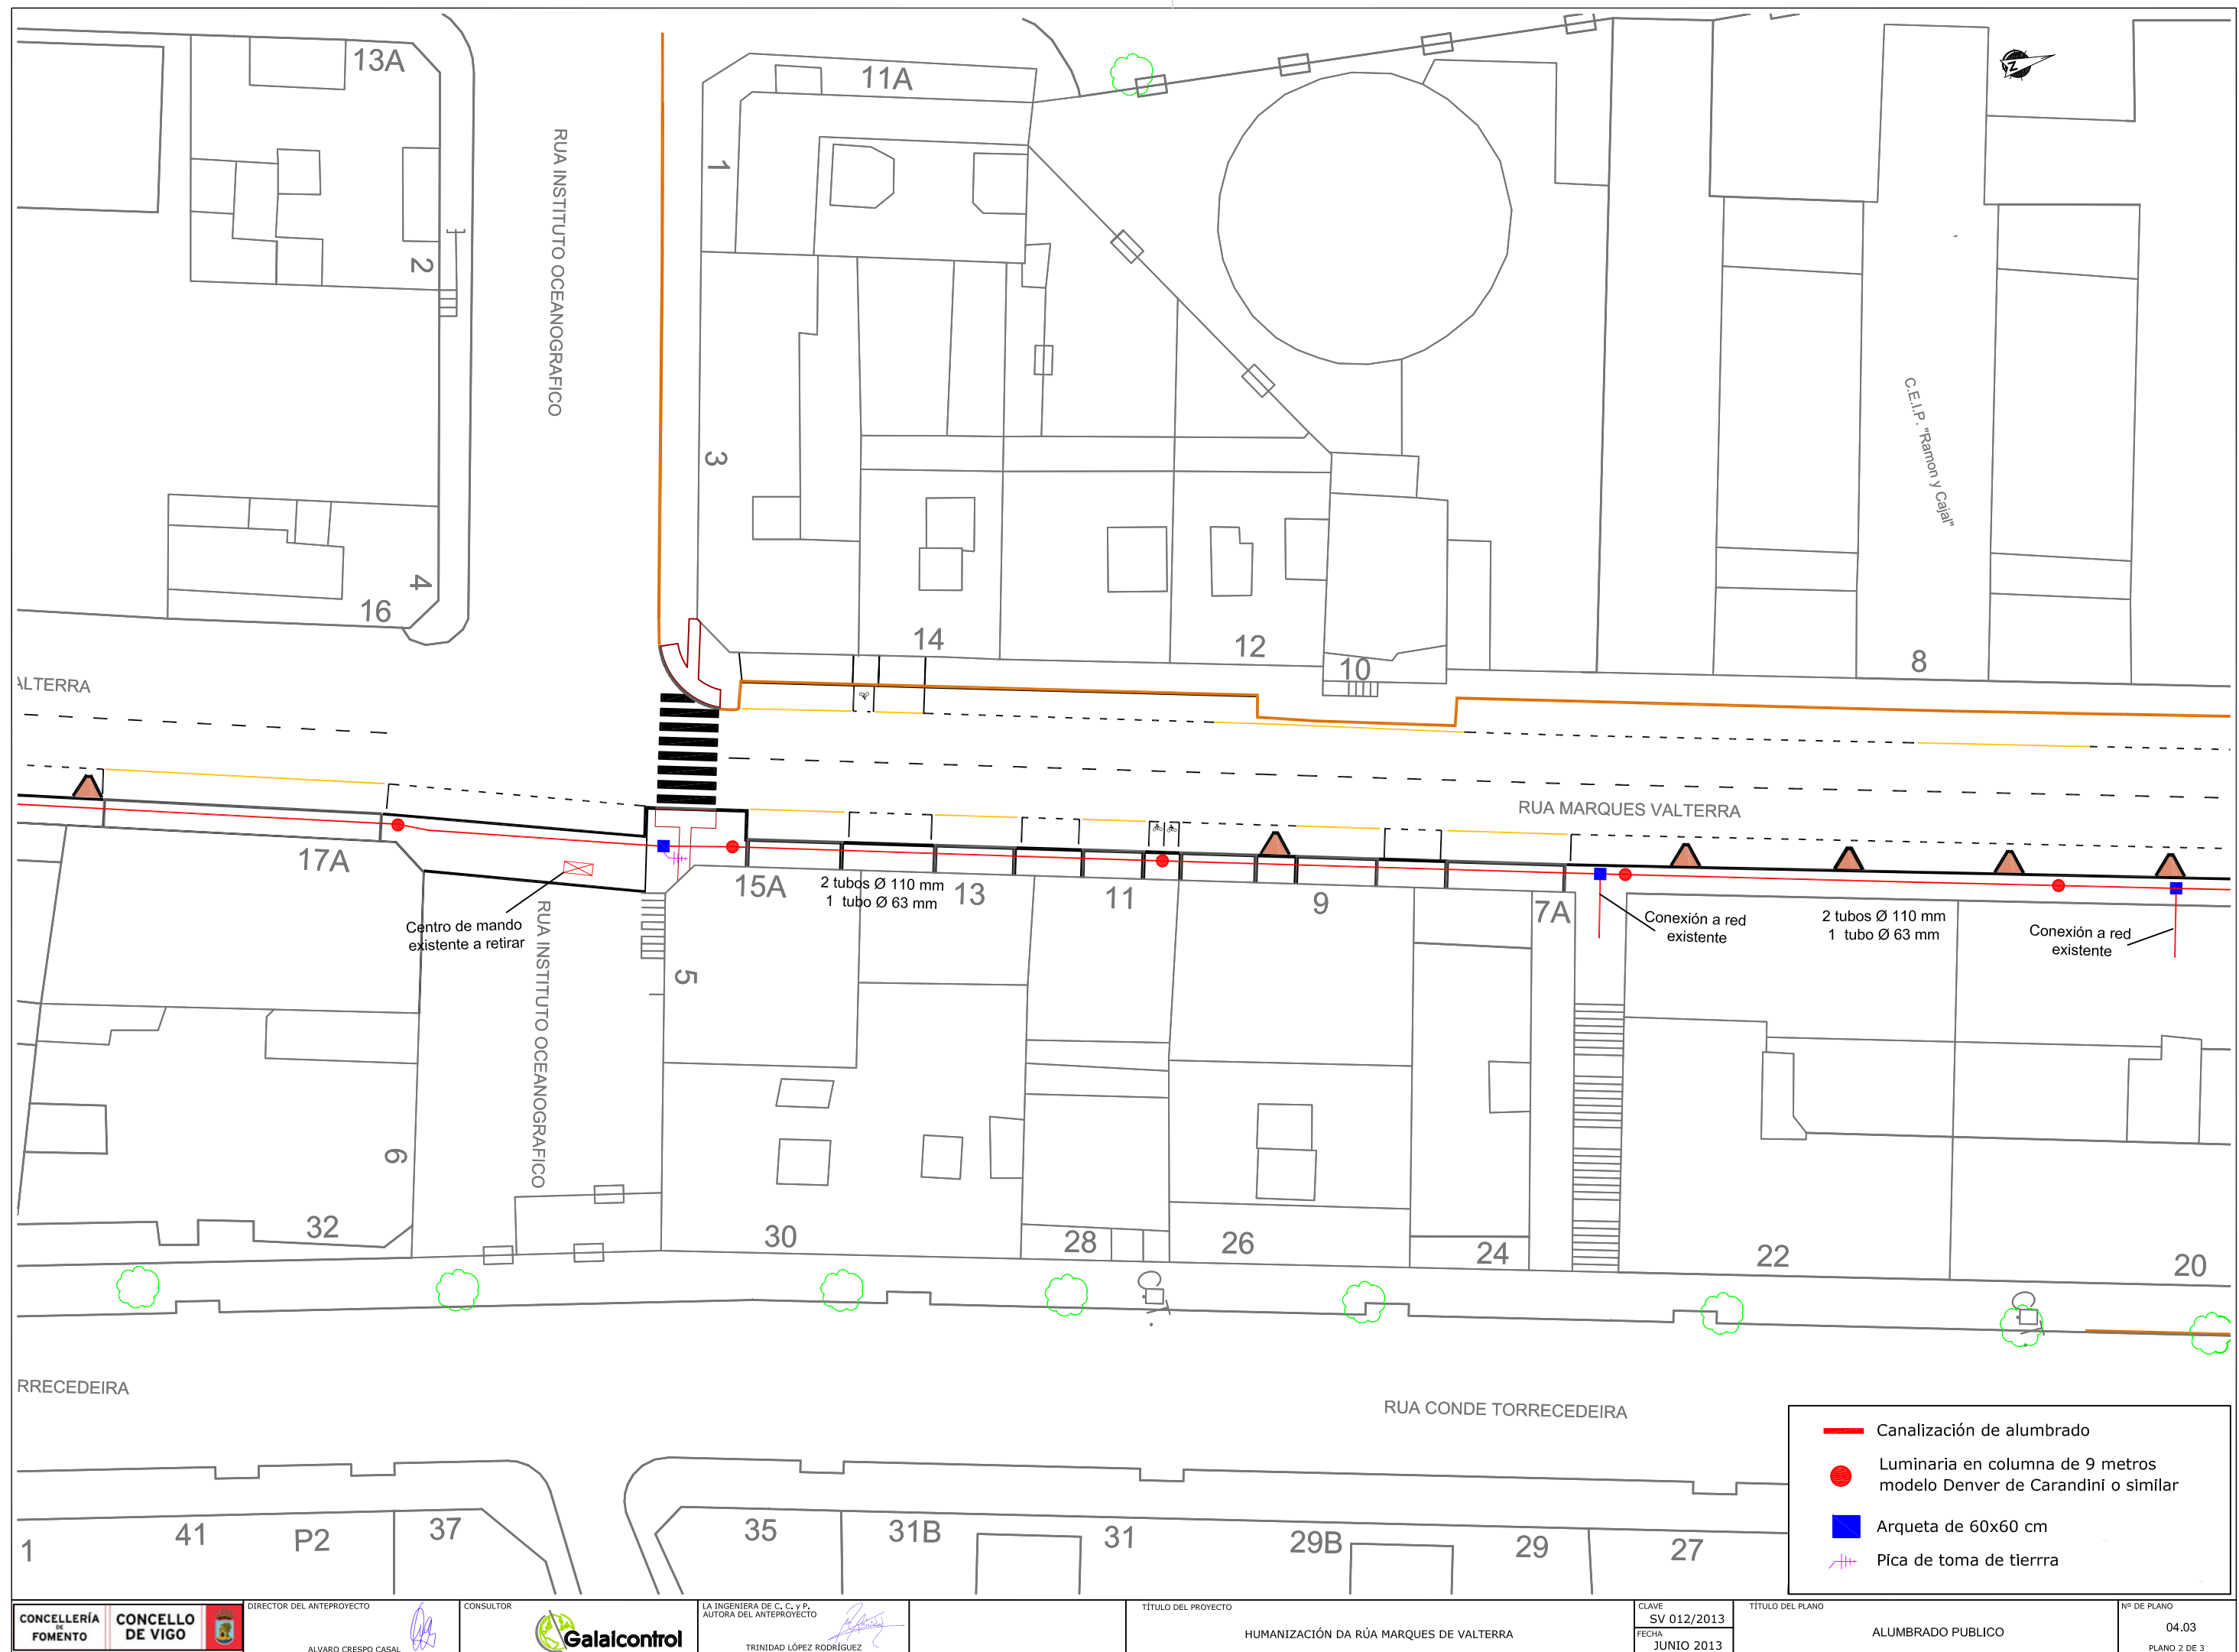 13A
11A
1
RUA INSTITUTO OCEANOGRAFICO
2
3
C.E.I.P. "Ramon y Cajal"
N
4
16
14
12
10
8
ALTERRA
RUA MARQUES VALTERRA
17A
15A
2 tubos Ø 110 mm
1 tubo Ø 63 mm
13
11
9
7A
Conexión a red
existente
2 tubos Ø 110 mm
1 tubo Ø 63 mm
Conexión a red
existente
Centro de mando
existente a retirar
RUA INSTITUTO OCEANOGRAFICO
5
6
32
30
28
26
24
22
20
RRECEDEIRA
RUA CONDE TORRECEDEIRA
1
41
P2
37
35
31B
31
29B
29
27
Canalización de alumbrado
Luminaria en columna de 9 metros
modelo Denver de Carandini o similar
Arqueta de 60x60 cm
Pica de toma de tierrra
CONCELLERÍA
DE
FOMENTO
CONCELLO
DE VIGO
DIRECTOR DEL ANTEPROYECTO
ALVARO CRESPO CASAL
CONSULTOR
Galaicontrol
LA INGENIERA DE C. C. y P.
AUTORA DEL ANTEPROYECTO
TRINIDAD LÓPEZ RODRÍGUEZ
TÍTULO DEL PROYECTO
HUMANIZACIÓN DA RÚA MARQUES DE VALTERRA
CLAVE
SV 012/2013
FECHA
JUNIO 2013
TÍTULO DEL PLANO
ALUMBRADO PUBLICO
Nº DE PLANO
04.03
PLANO 2 DE 3